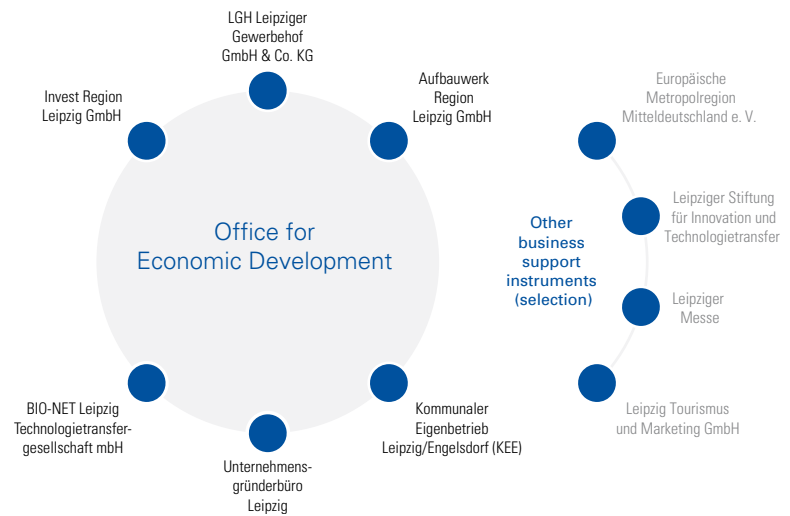 LGH Leipziger
Gewerbehof
GmbH & Co. KG
Invest Region
Leipzig GmbH
Aufbauwerk
Region
Leipzig GmbH
Office for
Economic Development
BIO-NET Leipzig
Technologietransfer-
gesellschaft mbH
Unternehmens-
gründerbüro
Leipzig
Kommunaler
Eigenbetrieb
Leipzig/Engelsdorf (KEE)
Other
business
support
instruments
(selection)
Europäische
Metropolregion
Mitteldeutschland e. V.
Leipziger Stiftung
für Innovation und
Technologietransfer
Leipziger
Messe
Leipzig Tourismus
und Marketing GmbH